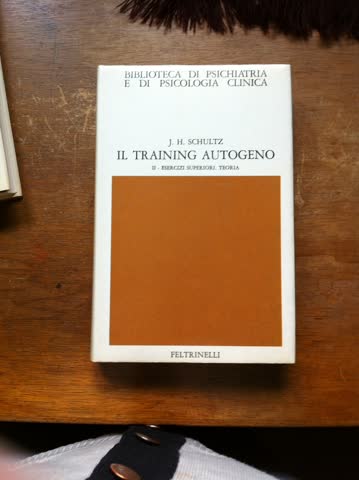 BIBLIOTECA DI PSICHIATRIA
E DI PSICOLOGIA CLINICA
J. H. SCHULTZ
IL TRAINING AUTOGENO
II - ESERCIZI SUPERIORI. TEORIA
FELTRINELLI